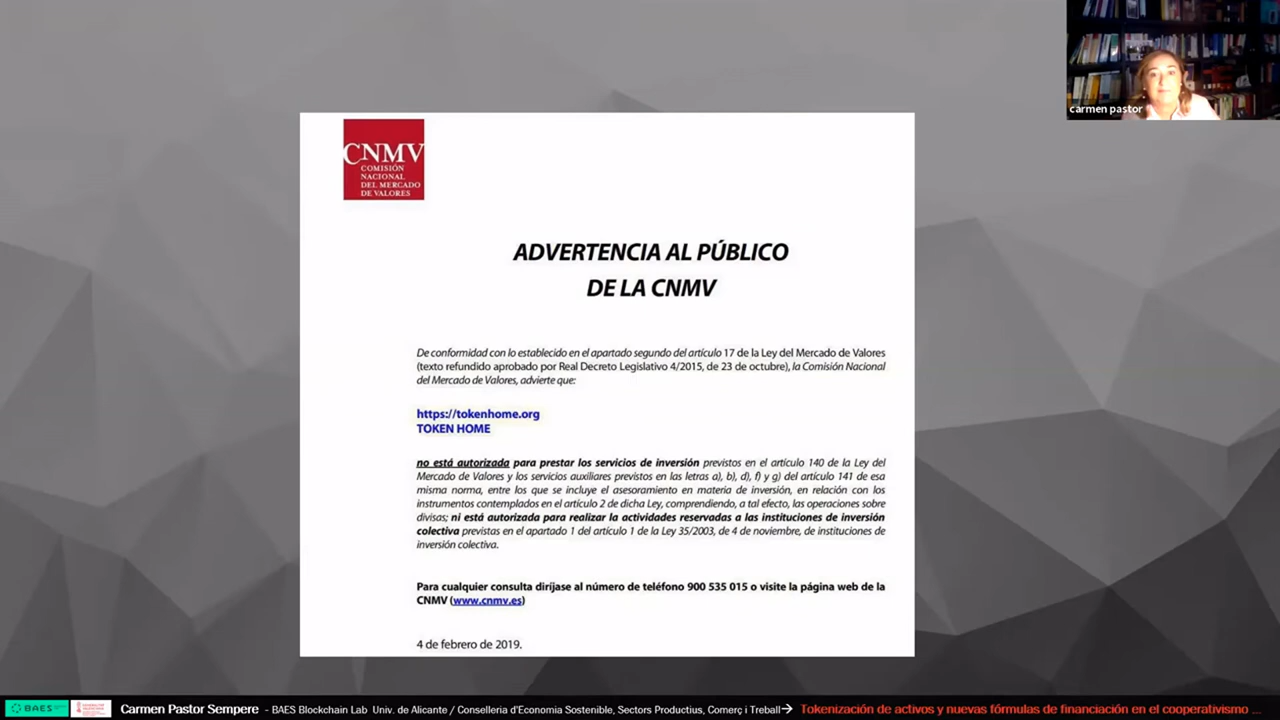 carmen pastor
CNMV
COMISIÓN
NACIONAL
DEL MERCADO
DE VALORES
ADVERTENCIA AL PÚBLICO
DE LA CNMV
De conformidad con lo establecido en el apartado segundo del artículo 17 de la Ley del Mercado de Valores
(texto refundido aprobado por Real Decreto Legislativo 4/2015, de 23 de octubre), la Comisión Nacional
del Mercado de Valores, advierte que:
https://tokenhome.org
TOKEN HOME
no está autorizada para prestar los servicios de inversión previstos en el artículo 140 de la Ley del
Mercado de Valores y los servicios auxiliares previstos en las letras a), b), d), f) y g) del artículo 141 de esa
misma norma, entre los que se incluye el asesoramiento en materia de inversión, en relación con los
instrumentos contemplados en el artículo 2 de dicha Ley, comprendiendo, a tal efecto, las operaciones sobre
divisas; ni está autorizada para realizar la actividades reservadas a las instituciones de inversión
colectiva previstas en el apartado 1 del artículo 1 de la Ley 35/2003, de 4 de noviembre, de instituciones de
inversión colectiva.
Para cualquier consulta diríjase al número de teléfono 900 535 015 o visite la página web de la
CNMV (www.cnmv.es)
4 de febrero de 2019.
BAES
Carmen Pastor Sempere - BAES Blockchain Lab Univ. de Alicante / Conselleria d'Economia Sostenible, Sectors Productius, Comerç i Treball→ Tokenización de activos y nuevas fórmulas de financiación en el cooperativismo ...